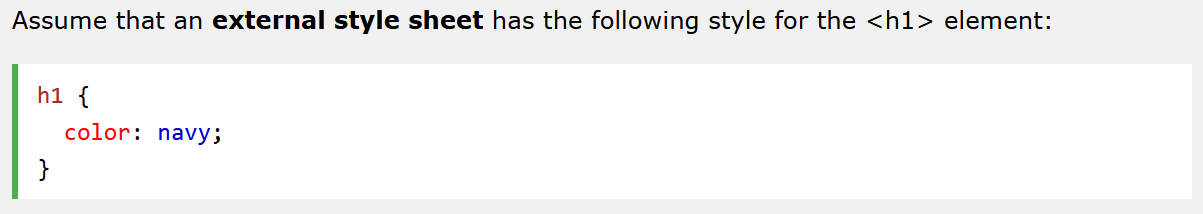 Assume that an external style sheet has the following style for the <h1> element:
h1 {
  color: navy;
}